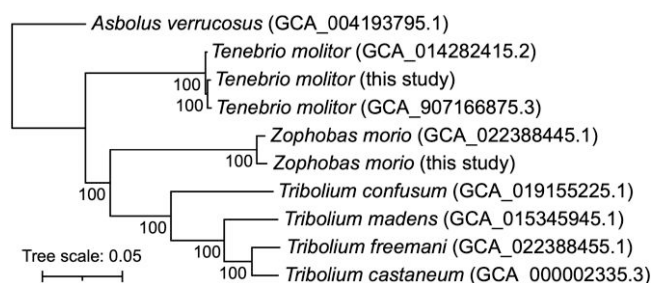 Asbolus verrucosus (GCA_004193795.1)
Tenebrio molitor (GCA_014282415.2)
100
Tenebrio molitor (this study)
100
Tenebrio molitor (GCA_907166875.3)
Zophobas morio (GCA_022388445.1)
100
Zophobas morio (this study)
100
Tribolium confusum (GCA_019155225.1)
100
Tribolium madens (GCA_015345945.1)
100
Tribolium freemani (GCA_022388455.1)
Tree scale: 0.05
100
Tribolium castaneum (GCA_000002335.3)